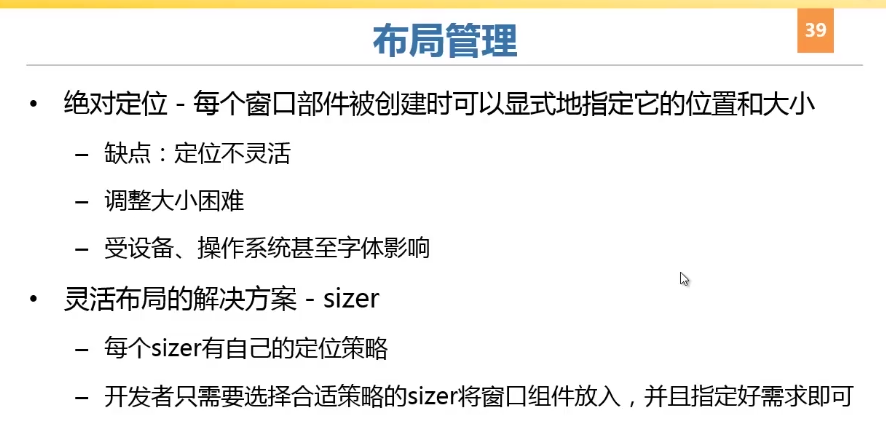 39
布局管理
• 绝对定位 - 每个窗口部件被创建时可以显式地指定它的位置和大小
– 缺点：定位不灵活
– 调整大小困难
– 受设备、操作系统甚至字体影响
• 灵活布局的解决方案 - sizer
– 每个sizer有自己的定位策略
– 开发者只需要选择合适策略的sizer将窗口组件放入，并且指定好需求即可